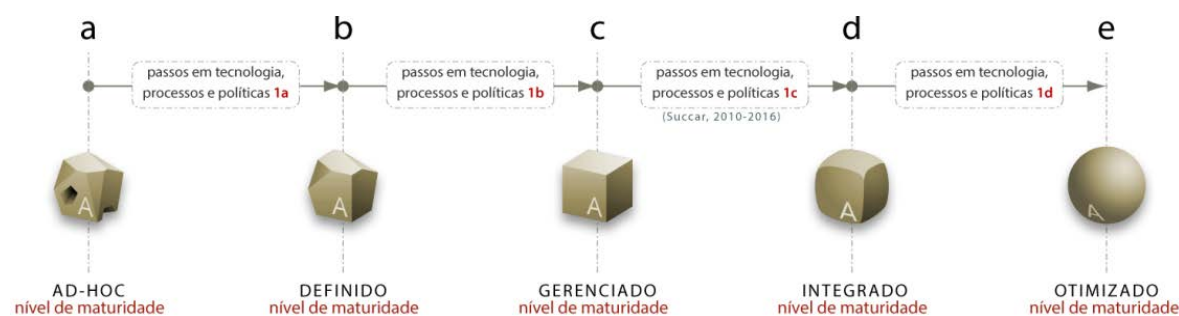 a
b
c
d
e
passos em tecnologia,
processos e políticas 1a
passos em tecnologia,
processos e políticas 1b
passos em tecnologia,
processos e políticas 1c
(Succar, 2010-2016)
passos em tecnologia,
processos e políticas 1d
A
A
A
A
A
AD-HOC
nível de maturidade
DEFINIDO
nível de maturidade
GERENCIADO
nível de maturidade
INTEGRADO
nível de maturidade
OTIMIZADO
nível de maturidade